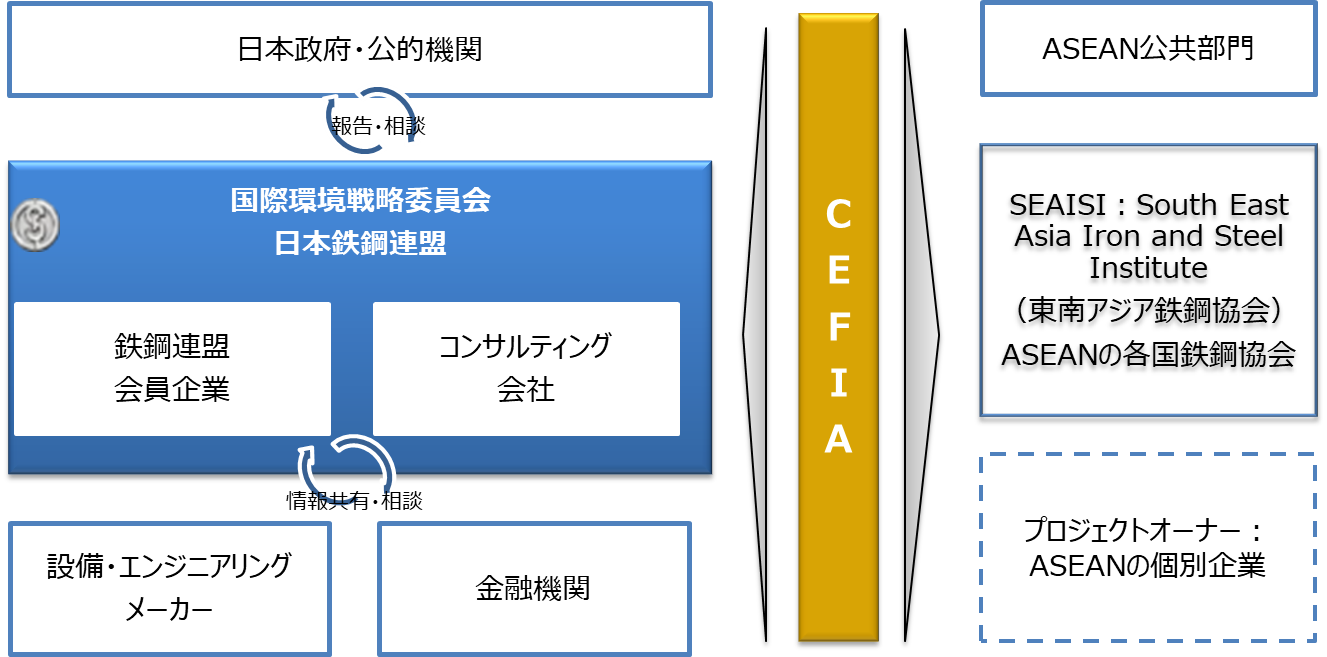 日本政府・公的機関
報告・相談
国際環境戦略委員会
日本鉄鋼連盟
鉄鋼連盟
会員企業
コンサルティング
会社
情報共有・相談
設備・エンジニアリング
メーカー
金融機関
C
E
F
I
A
ASEAN公共部門
SEAISI：South East
Asia Iron and Steel
Institute
（東南アジア鉄鋼協会）
ASEANの各国鉄鋼協会
プロジェクトオーナー：
ASEANの個別企業